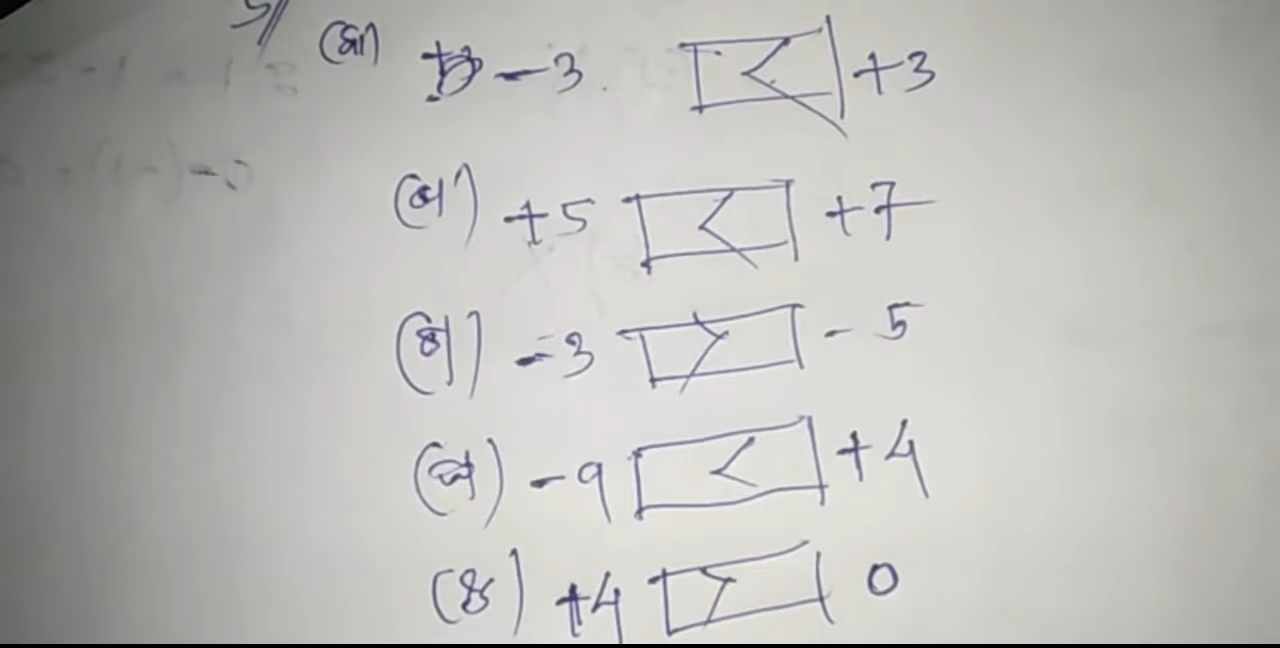 (କ) -3 < +3
(ଖ) +5 < +7
(ଗ) -3 > -5
(ଘ) -9 < +4
(ଙ) +4 > 0